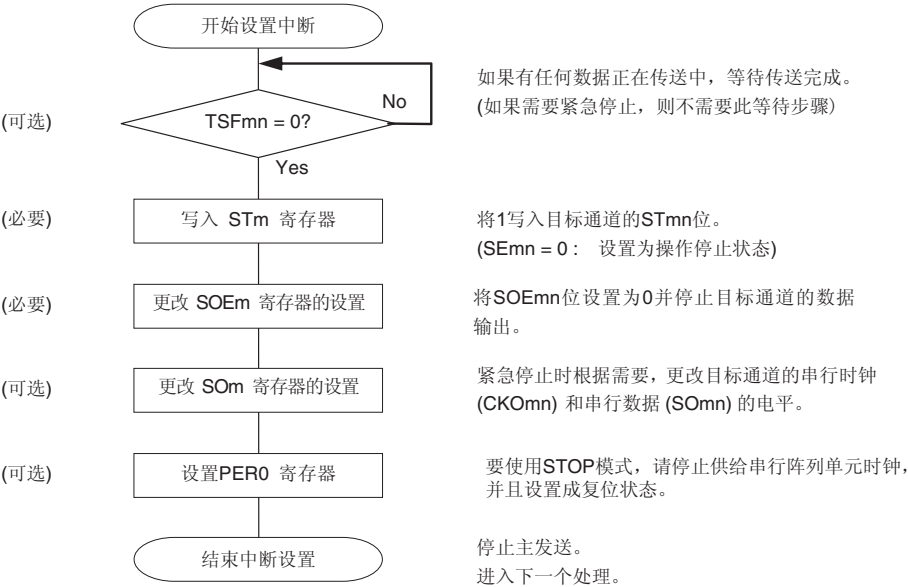 开始设置中断
如果有任何数据正在传送中，等待传送完成。
(如果需要紧急停止，则不需要此等待步骤)
No
(可选)
TSFmn = 0?
Yes
(必要)
写入 STm 寄存器
将1写入目标通道的STmn位。
(SEmn = 0 : 设置为操作停止状态)
(必要)
更改 SOEm 寄存器的设置
将SOEmn位设置为0并停止目标通道的数据
输出。
(可选)
更改 SOm 寄存器的设置
紧急停止时根据需要，更改目标通道的串行时钟
(CKOmn) 和串行数据 (SOmn) 的电平。
(可选)
设置PER0 寄存器
要使用STOP模式，请停止供给串行阵列单元时钟，
并且设置成复位状态。
结束中断设置
停止主发送。
进入下一个处理。